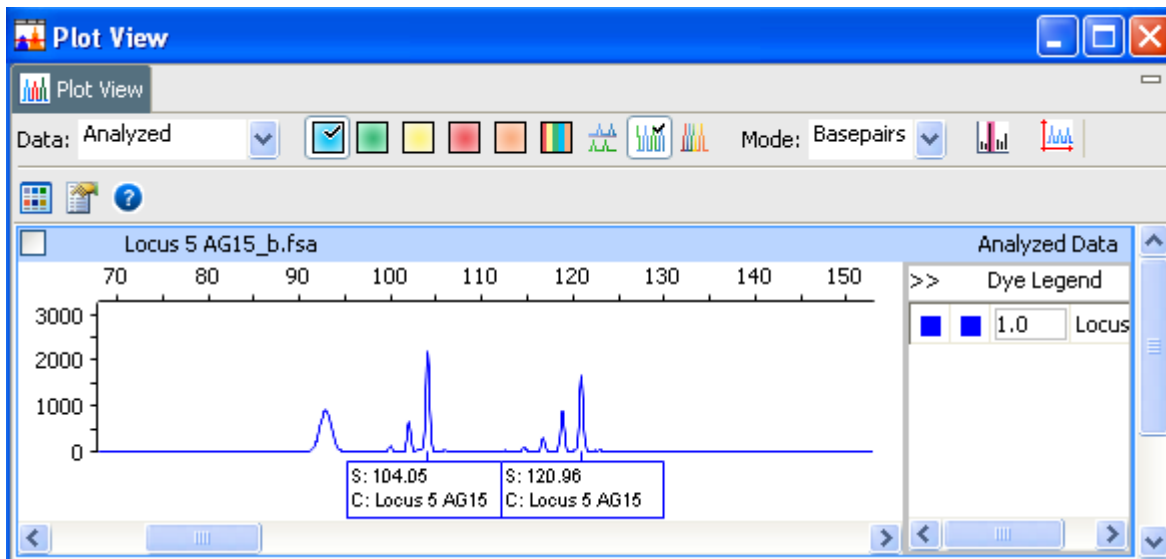 Plot View
Plot View
Data: Analyzed Mode: Basepairs
Locus 5 AG15_b.fsa Analyzed Data
70 80 90 100 110 120 130 140 150 >> Dye Legend
3000
1.0 Locus
2000
1000
0
S: 104.05
C: Locus 5 AG15
S: 120.96
C: Locus 5 AG15